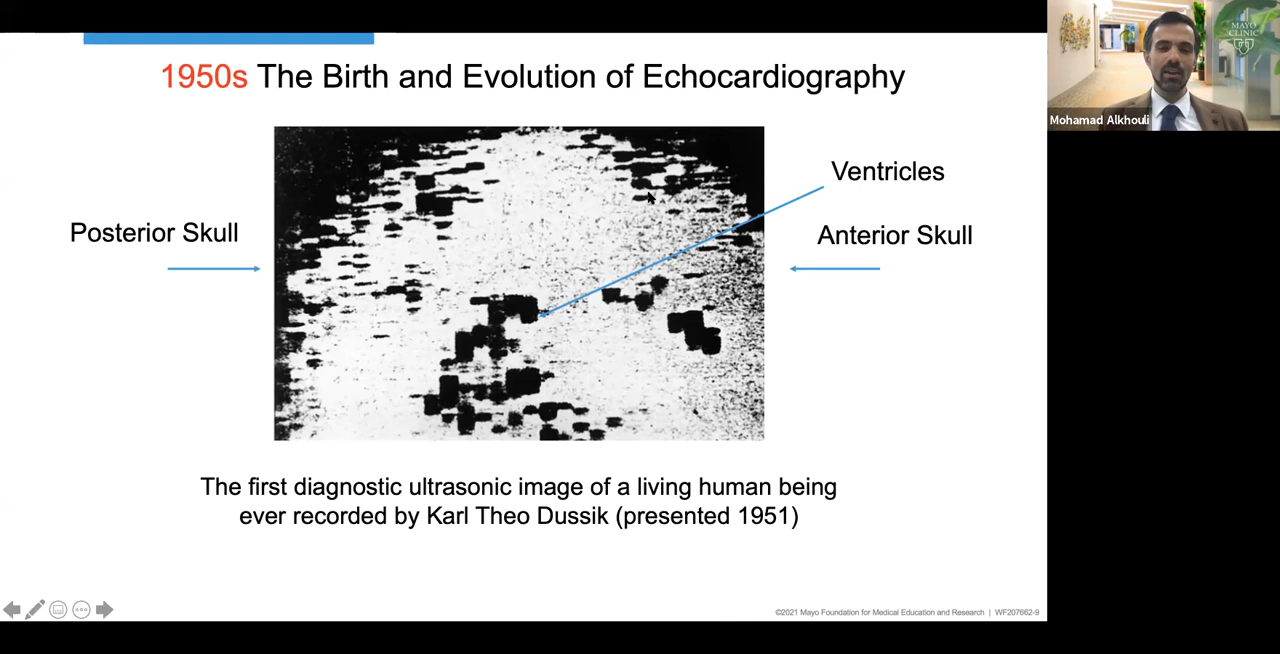 1950s The Birth and Evolution of Echocardiography
MAYO
CLINIC
Mohamad Alkhouli
Ventricles
Posterior Skull
Anterior Skull
The first diagnostic ultrasonic image of a living human being
ever recorded by Karl Theo Dussik (presented 1951)
©2021 Mayo Foundation for Medical Education and Research | WF207662-9